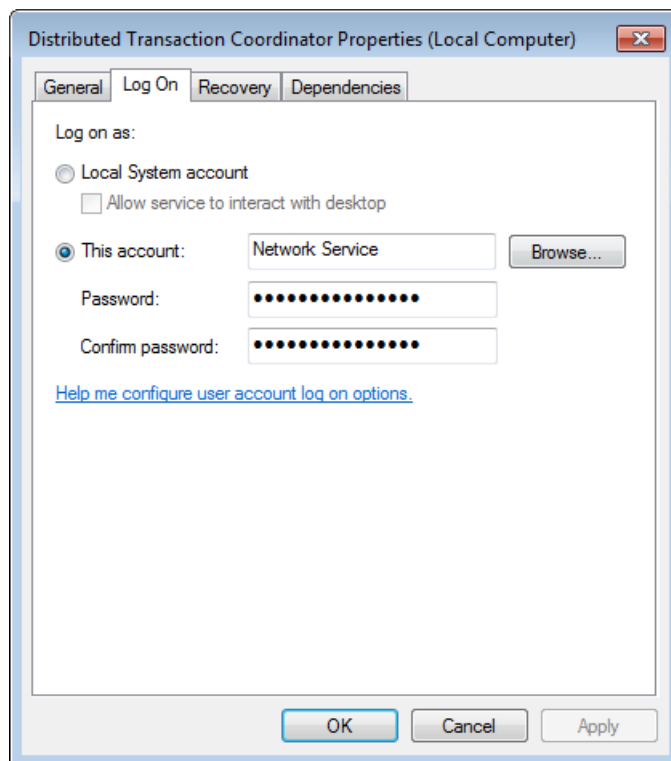 Distributed Transaction Coordinator Properties (Local Computer)
General Log On Recovery Dependencies
Log on as:
Local System account
Allow service to interact with desktop
This account: Network Service Browse...
Password: •••••••••••••••
Confirm password: •••••••••••••••
Help me configure user account log on options.
OK Cancel Apply